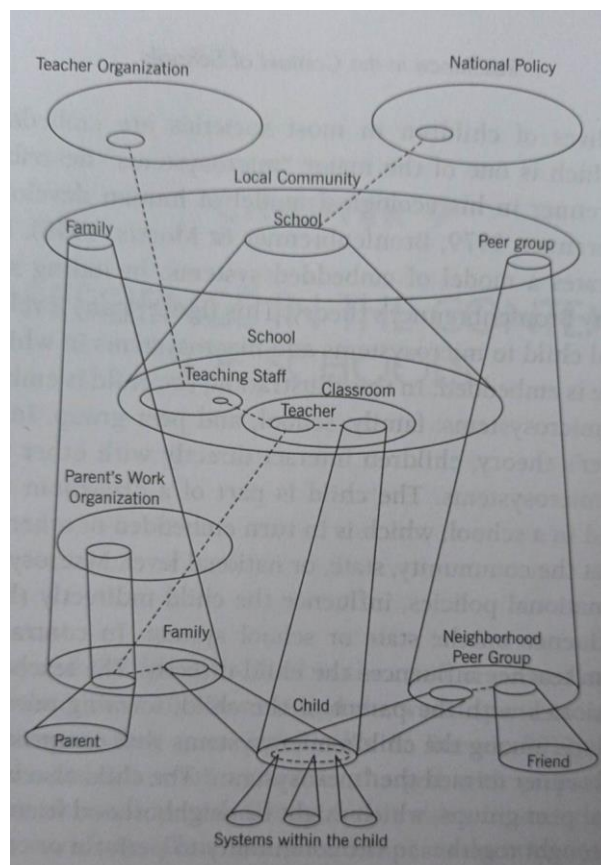 Teacher Organization
National Policy
Local Community
School
Family
Peer group
School
Teaching Staff
Classroom
Teacher
Parent's Work
Organization
Family
Neighborhood
Peer Group
Child
Parent
Friend
Systems within the child